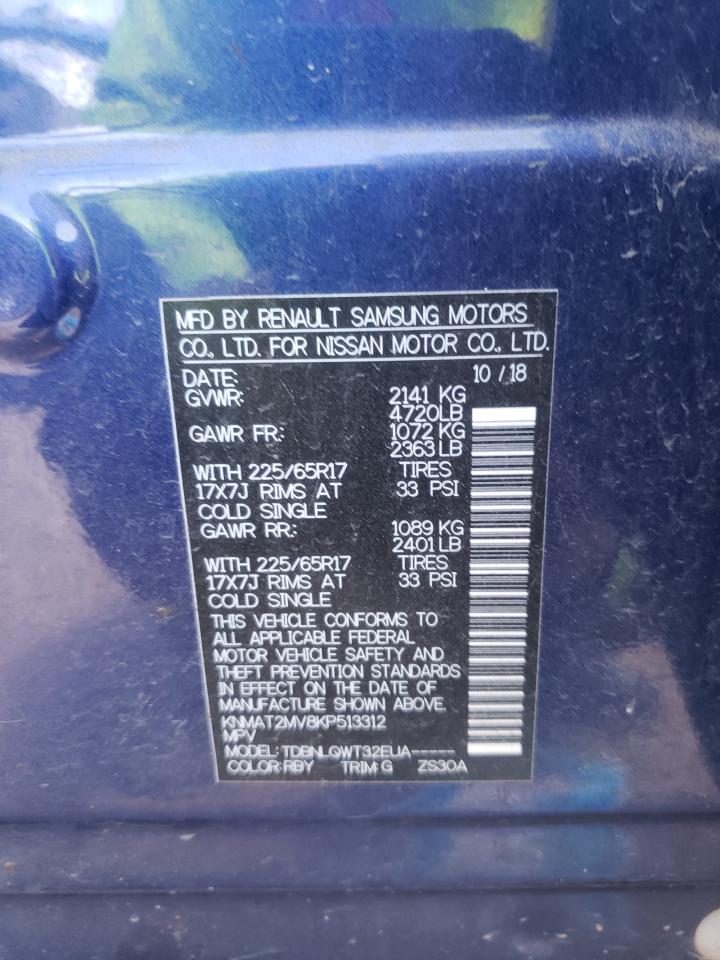 MFD BY RENAULT SAMSUNG MOTORS
CO., LTD. FOR NISSAN MOTOR CO., LTD.
DATE: 10 / 18
GVWR: 2141 KG
4720LB
GAWR FR.: 1072 KG
2363 LB
WITH 225/65R17 TIRES
17X7J RIMS AT 33 PSI
COLD SINGLE
GAWR RR.: 1089 KG
2401 LB
WITH 225/65R17 TIRES
17X7J RIMS AT 33 PSI
COLD SINGLE
THIS VEHICLE CONFORMS TO
ALL APPLICABLE FEDERAL
MOTOR VEHICLE SAFETY AND
THEFT PREVENTION STANDARDS
IN EFFECT ON THE DATE OF
MANUFACTURE SHOWN ABOVE.
KNMAT2MV8KP513312
MPV
MODEL: TDBNLQWT32EUA-----
COLOR:RBY TRIM:G ZS30A